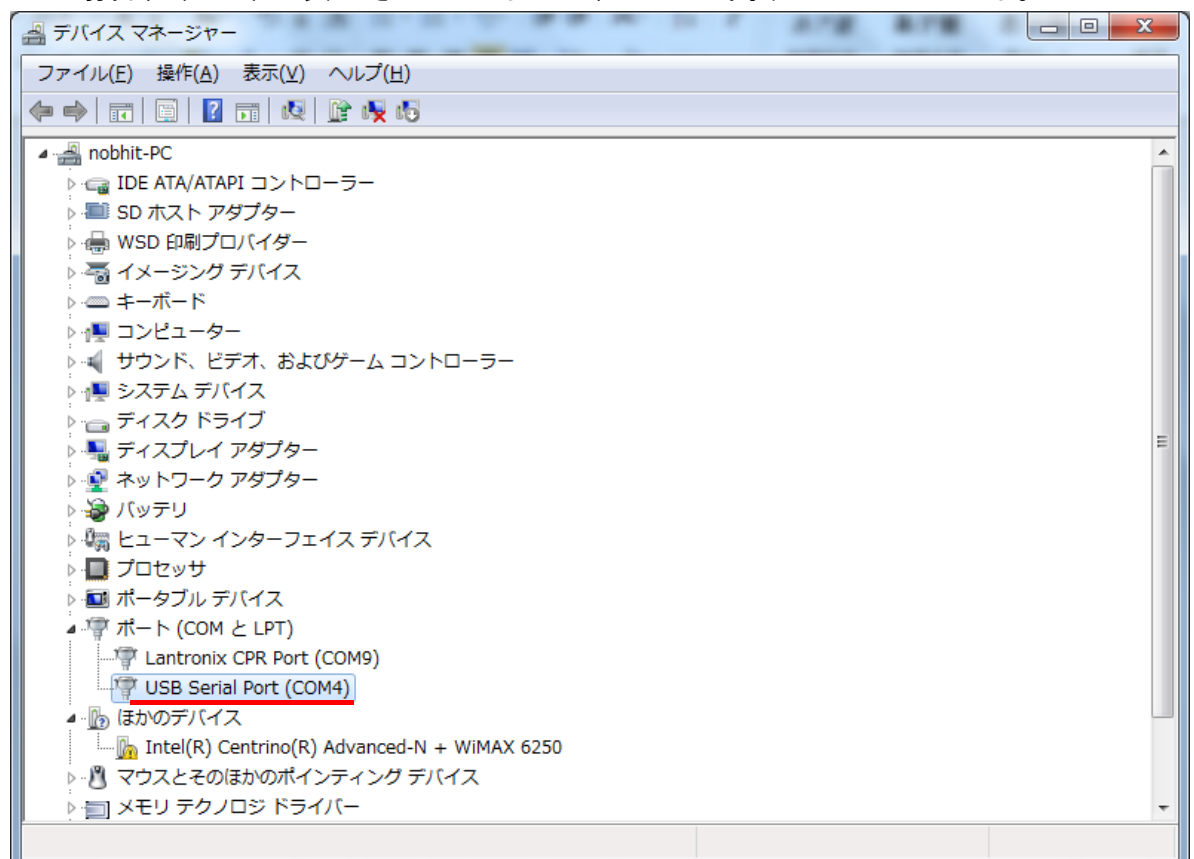 デバイス マネージャー
ファイル(F) 操作(A) 表示(V) ヘルプ(H)
nobhit-PC
IDE ATA/ATAPI コントローラー
SD ホスト アダプター
WSD 印刷プロバイダー
イメージング デバイス
キーボード
コンピューター
サウンド、ビデオ、およびゲーム コントローラー
システム デバイス
ディスク ドライブ
ディスプレイ アダプター
ネットワーク アダプター
バッテリ
ヒューマン インターフェイス デバイス
プロセッサ
ポータブル デバイス
ポート (COM と LPT)
Lantronix CPR Port (COM9)
USB Serial Port (COM4)
ほかのデバイス
Intel(R) Centrino(R) Advanced-N + WiMAX 6250
マウスとそのほかのポインティング デバイス
メモリ テクノロジ ドライバー